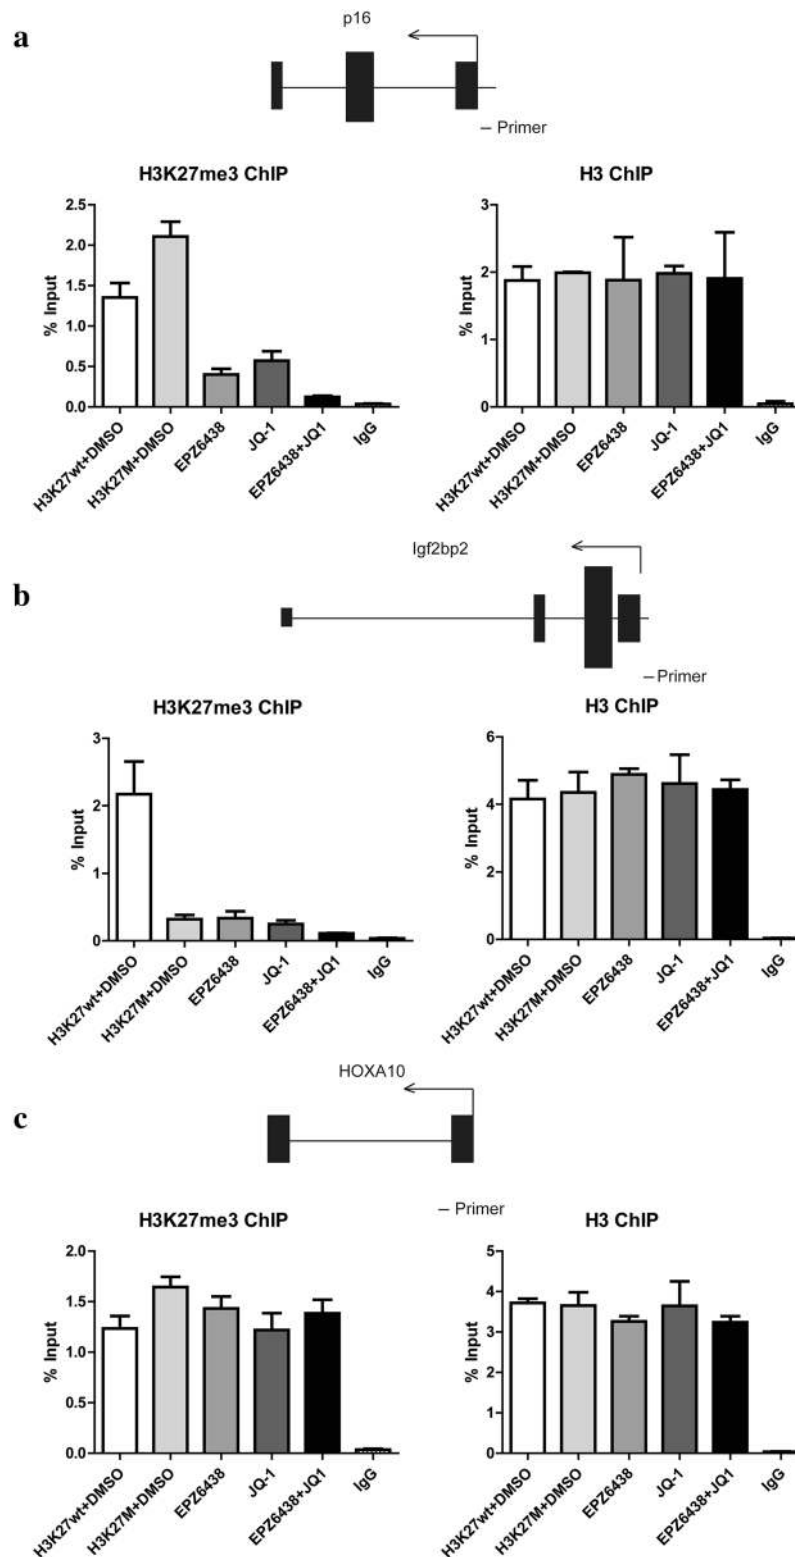 a
p16
– Primer
H3K27me3 ChIP
% Input
2.5
2.0
1.5
1.0
0.5
0.0
H3K27wt+DMSO
H3K27M+DMSO
EPZ6438
JQ-1
EPZ6438+JQ1
IgG
H3 ChIP
% Input
3
2
1
0
H3K27wt+DMSO
H3K27M+DMSO
EPZ6438
JQ-1
EPZ6438+JQ1
IgG
b
Igf2bp2
– Primer
H3K27me3 ChIP
% Input
3
2
1
0
H3K27wt+DMSO
H3K27M+DMSO
EPZ6438
JQ-1
EPZ6438+JQ1
IgG
H3 ChIP
% Input
6
4
2
0
H3K27wt+DMSO
H3K27M+DMSO
EPZ6438
JQ-1
EPZ6438+JQ1
IgG
c
HOXA10
– Primer
H3K27me3 ChIP
% Input
2.0
1.5
1.0
0.5
0.0
H3K27wt+DMSO
H3K27M+DMSO
EPZ6438
JQ-1
EPZ6438+JQ1
IgG
H3 ChIP
% Input
5
4
3
2
1
0
H3K27wt+DMSO
H3K27M+DMSO
EPZ6438
JQ-1
EPZ6438+JQ1
IgG